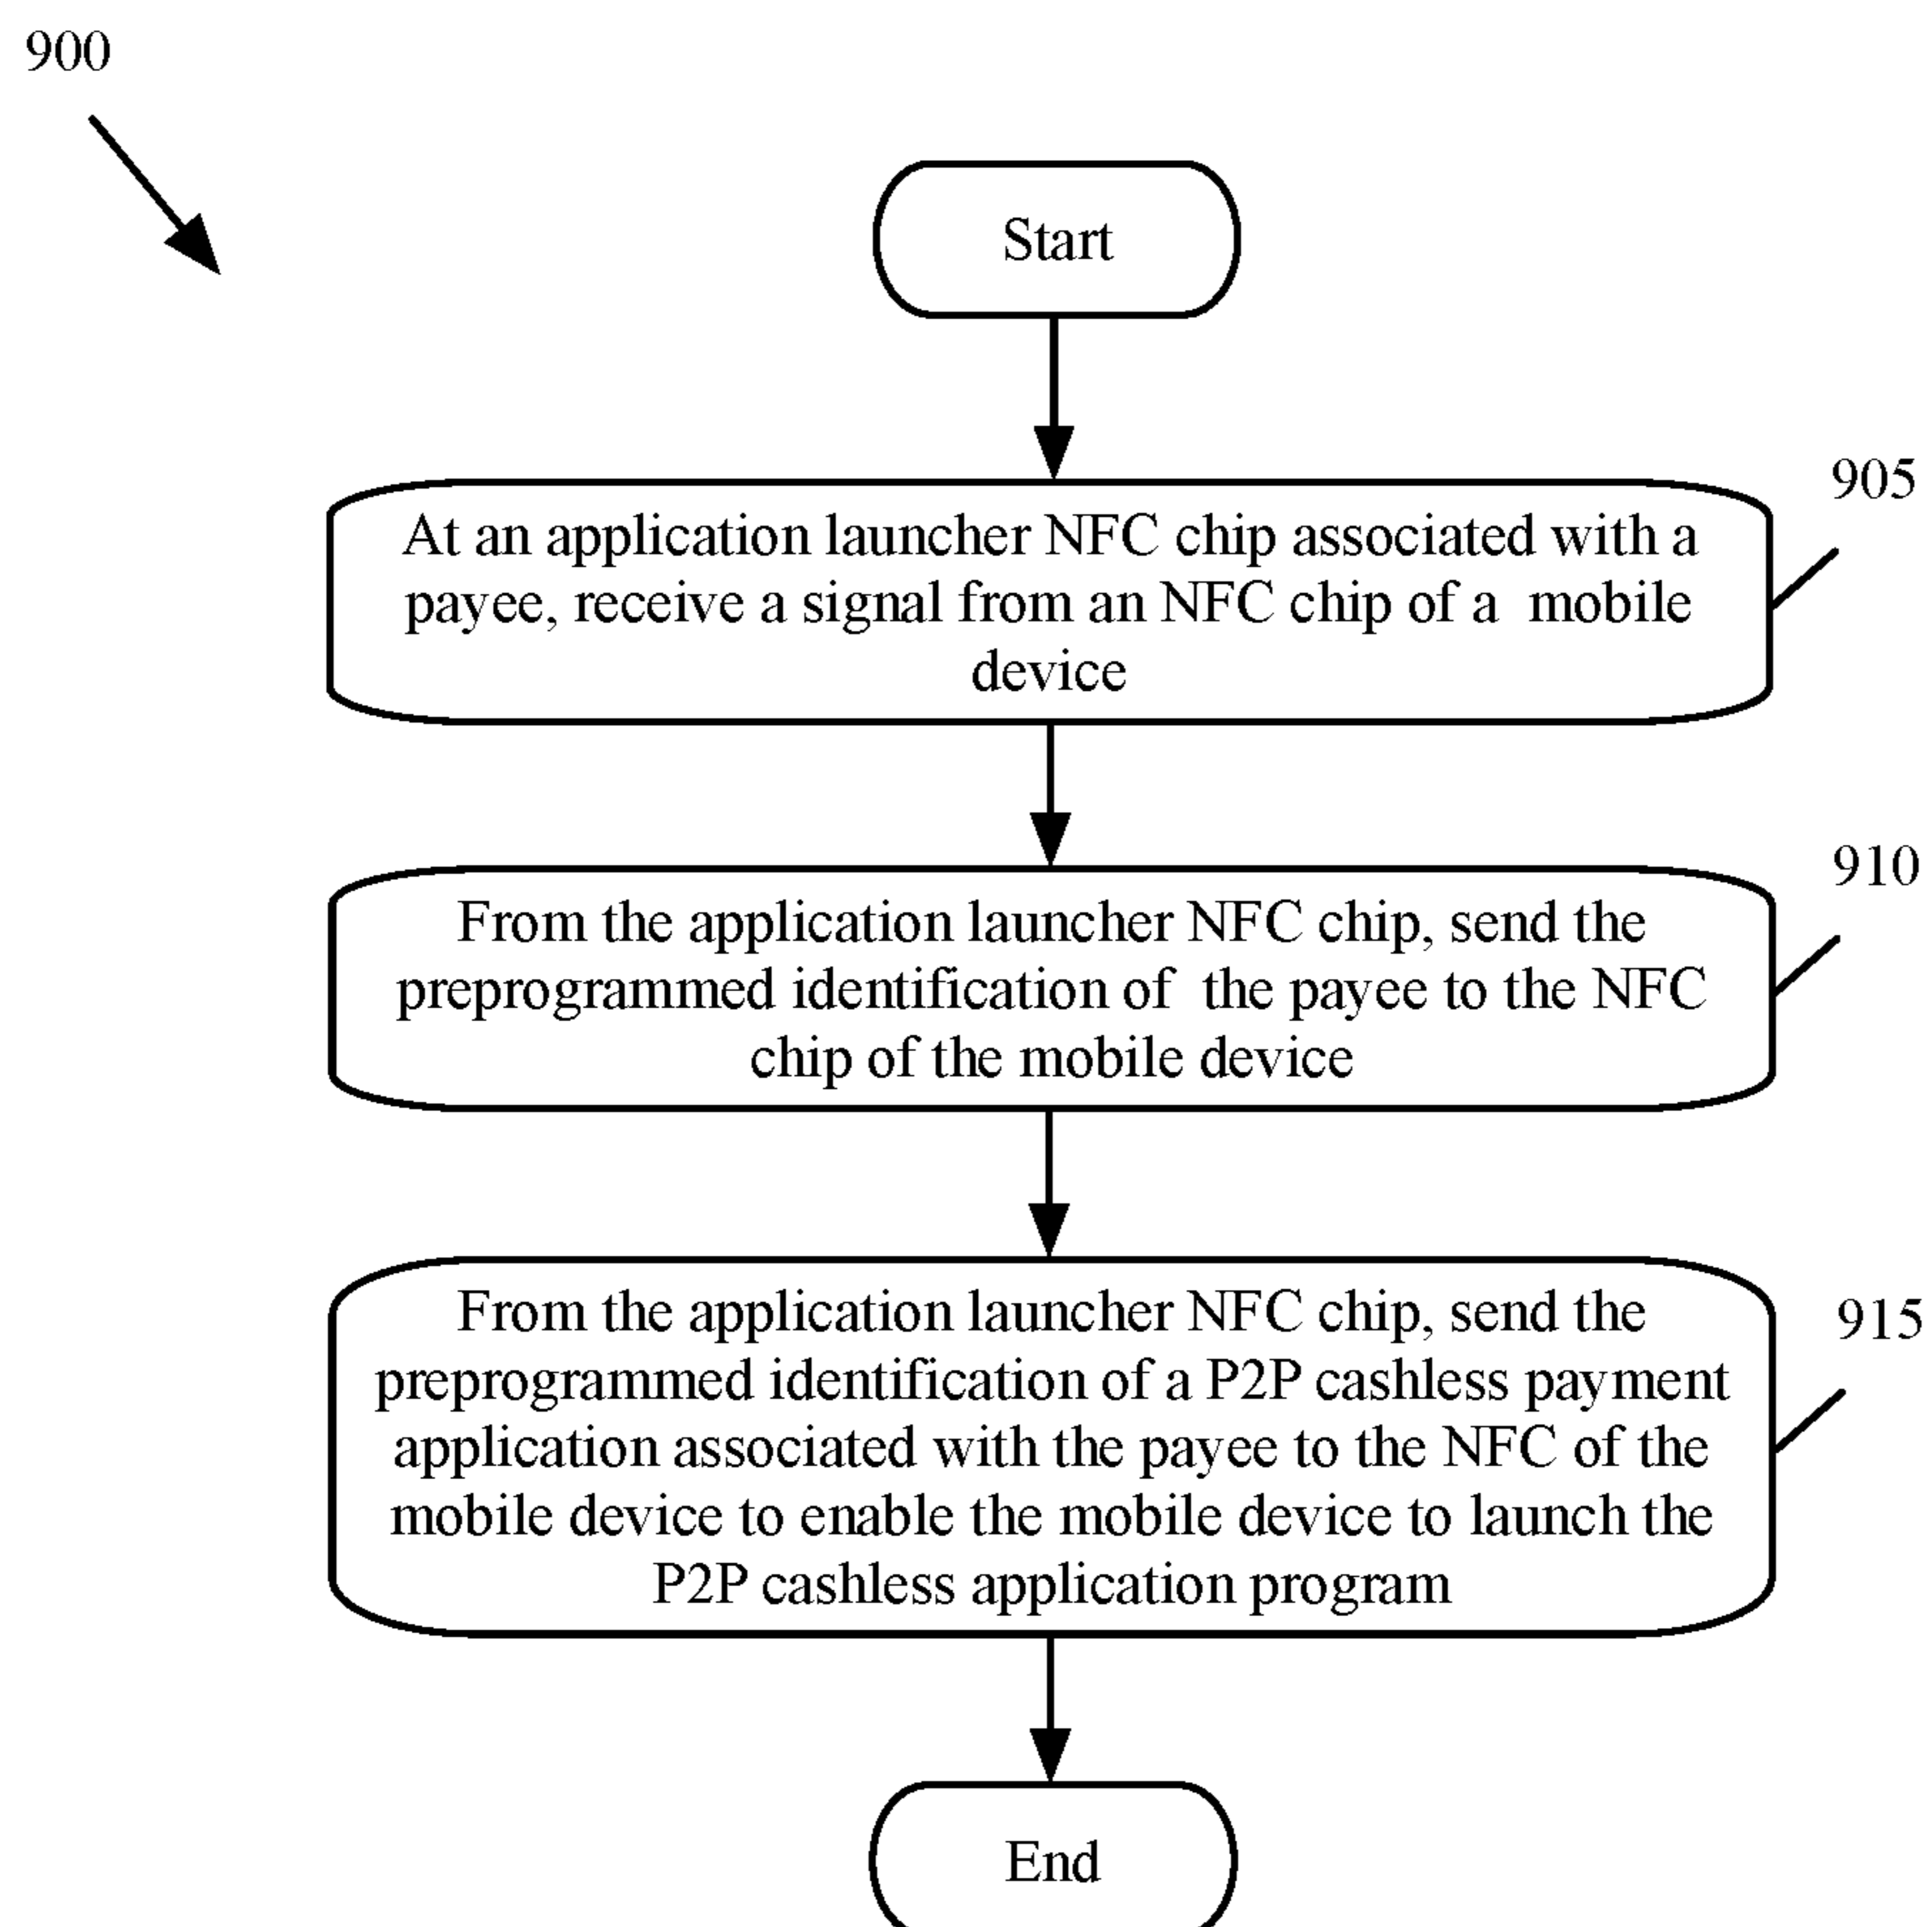 900
Start
905
At an application launcher NFC chip associated with a
payee, receive a signal from an NFC chip of a mobile
device
910
From the application launcher NFC chip, send the
preprogrammed identification of the payee to the NFC
chip of the mobile device
915
From the application launcher NFC chip, send the
preprogrammed identification of a P2P cashless payment
application associated with the payee to the NFC of the
mobile device to enable the mobile device to launch the
P2P cashless application program
End